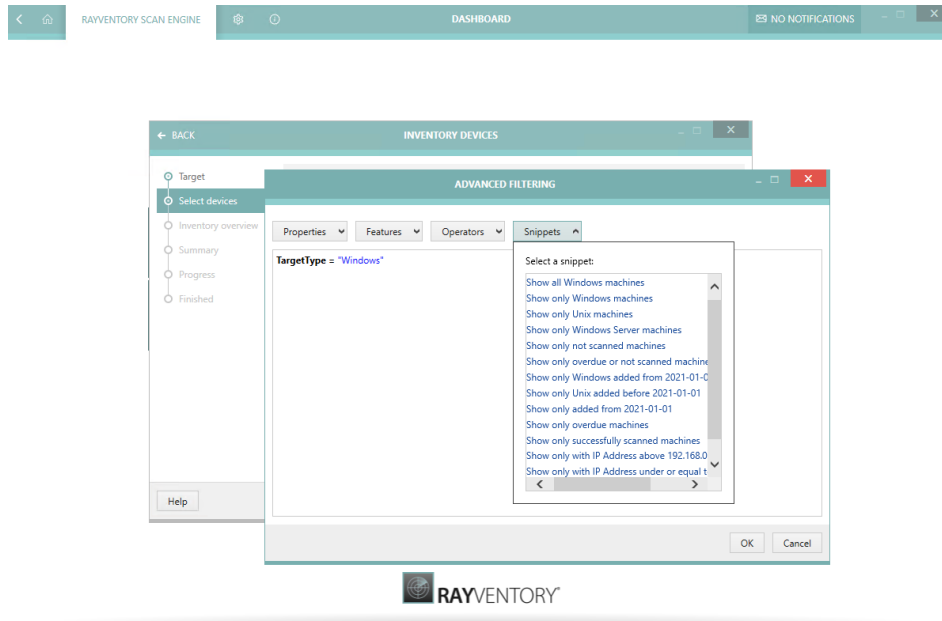 RAYVENTORY SCAN ENGINE
DASHBOARD
NO NOTIFICATIONS
BACK
INVENTORY DEVICES
Target
Select devices
Inventory overview
Summary
Progress
Finished
Help
ADVANCED FILTERING
Properties
Features
Operators
Snippets
TargetType = "Windows"
Select a snippet:
Show all Windows machines
Show only Windows machines
Show only Unix machines
Show only Windows Server machines
Show only not scanned machines
Show only overdue or not scanned machine
Show only Windows added from 2021-01-0
Show only Unix added before 2021-01-01
Show only added from 2021-01-01
Show only overdue machines
Show only successfully scanned machines
Show only with IP Address above 192.168.0
Show only with IP Address under or equal t
OK
Cancel
RAYVENTORY